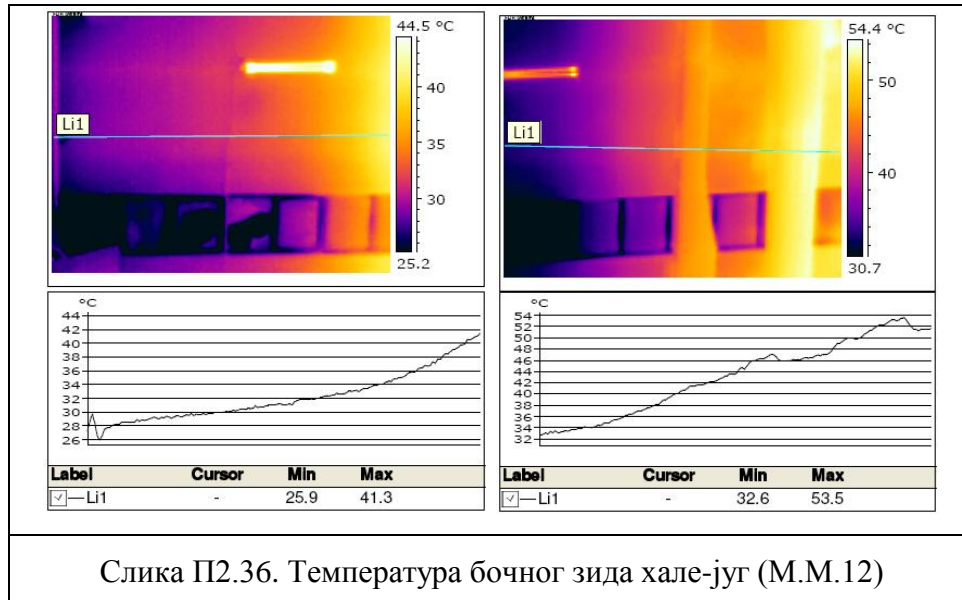 44.5 °C
40
35
30
25.2
Li1
°C
44
42
40
38
36
34
32
30
28
26
Label Cursor Min Max
Li1 - 25.9 41.3
54.4 °C
50
40
30.7
Li1
°C
54
52
50
48
46
44
42
40
38
36
34
32
Label Cursor Min Max
Li1 - 32.6 53.5
Слика П2.36. Температура бочног зида хале-југ (М.М.12)